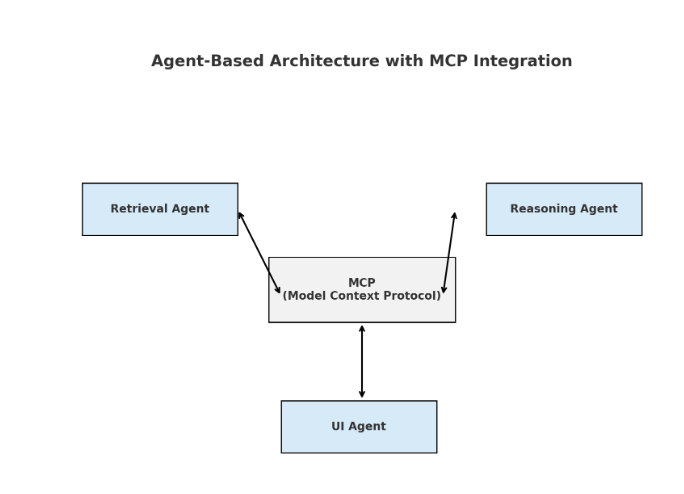 Agent-Based Architecture with MCP Integration
Retrieval Agent
Reasoning Agent
MCP
(Model Context Protocol)
UI Agent